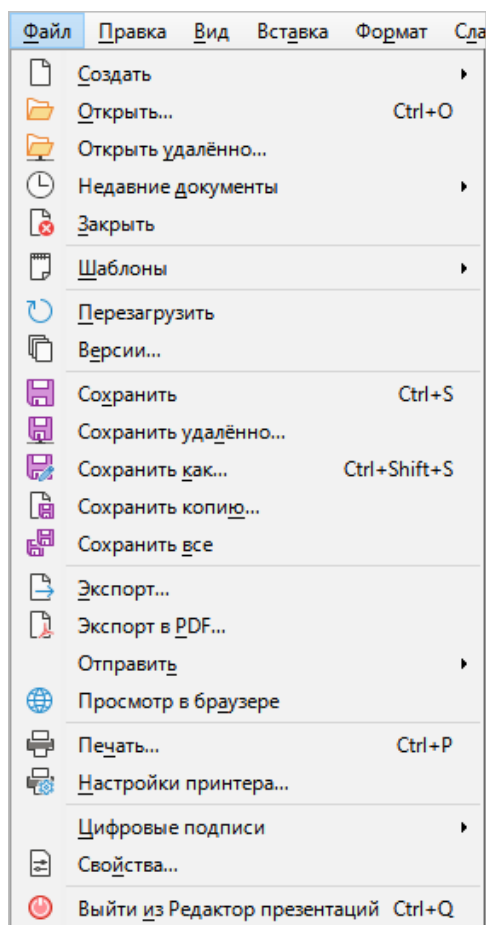 Файл Правка Вид Вставка Формат
Создать
Открыть... Ctrl+O
Открыть удалённо...
Недавние документы
Закрыть
Шаблоны
Перезагрузить
Версии...
Сохранить Ctrl+S
Сохранить удалённо...
Сохранить как... Ctrl+Shift+S
Сохранить копию...
Сохранить все
Экспорт...
Экспорт в PDF...
Отправить
Просмотр в браузере
Печать... Ctrl+P
Настройки принтера...
Цифровые подписи
Свойства...
Выйти из Редактор презентаций Ctrl+Q